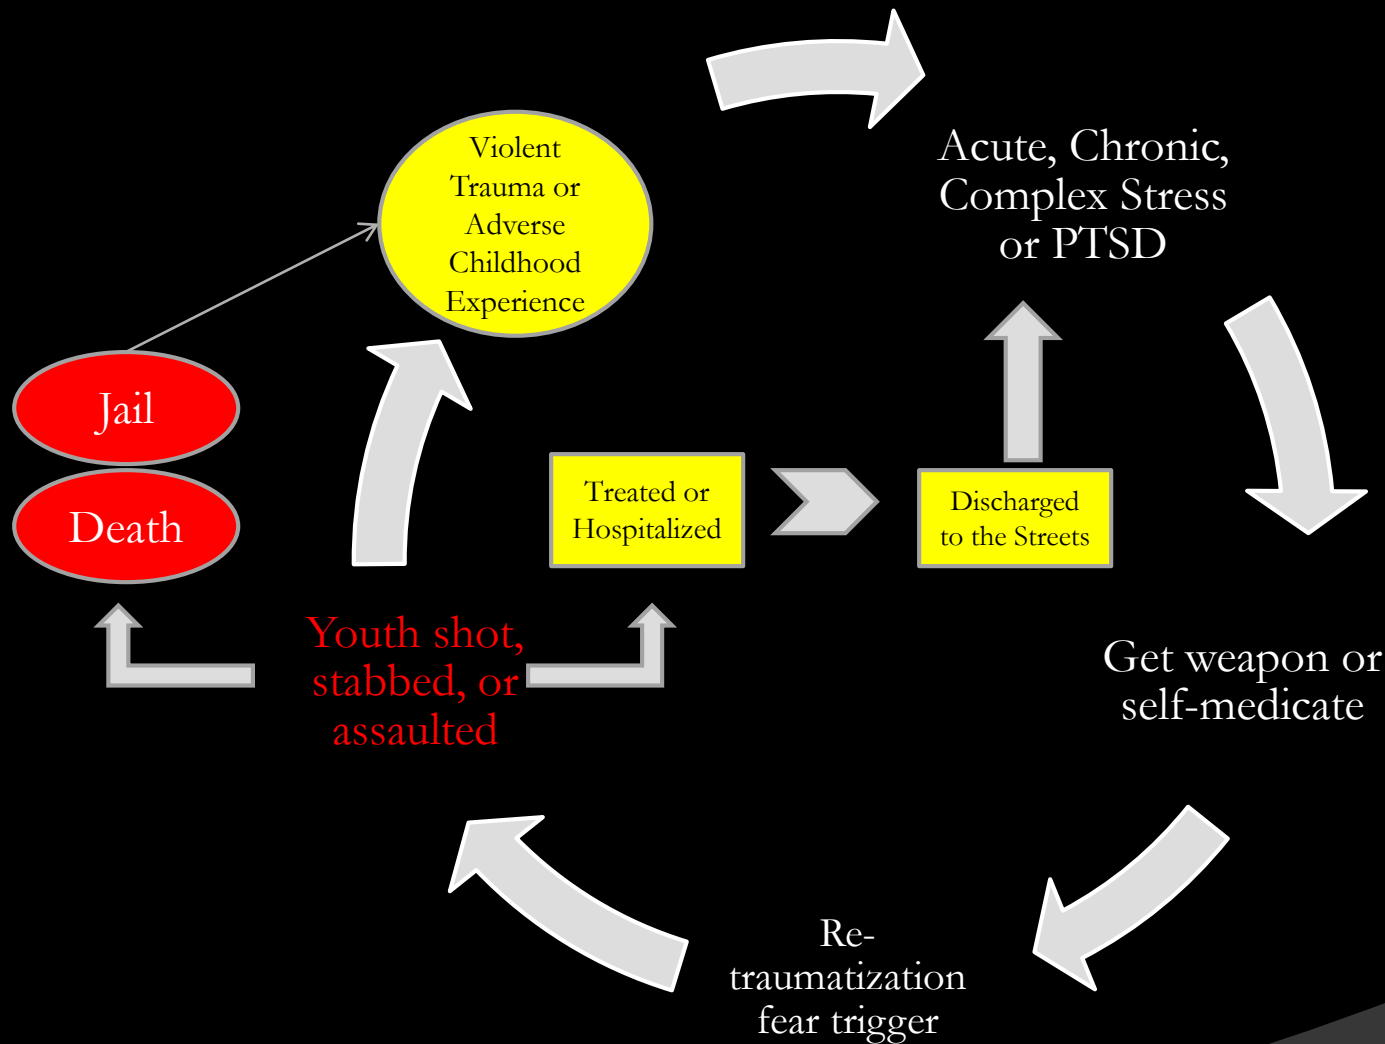 Violent
Trauma or
Adverse
Childhood
Experience
Acute, Chronic,
Complex Stress
or PTSD
Jail
Death
Treated or
Hospitalized
Discharged
to the Streets
Youth shot,
stabbed, or
assaulted
Get weapon or
self-medicate
Re-
traumatization
fear trigger